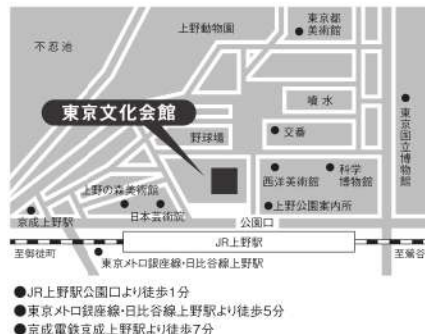 上野動物園
東京都
美術館
不忍池
噴水
東京文化会館
野球場
交番
東京国立博物館
西洋美術館
科学
博物館
上野の森美術館
日本芸術院
上野公園案内所
京成上野駅
公園口
JR上野駅
至御徒町
至鶯谷
東京メトロ銀座線・日比谷線上野駅
●JR上野駅公園口より徒歩1分
●東京メトロ銀座線・日比谷線上野駅より徒歩5分
●京成電鉄京成上野駅より徒歩7分